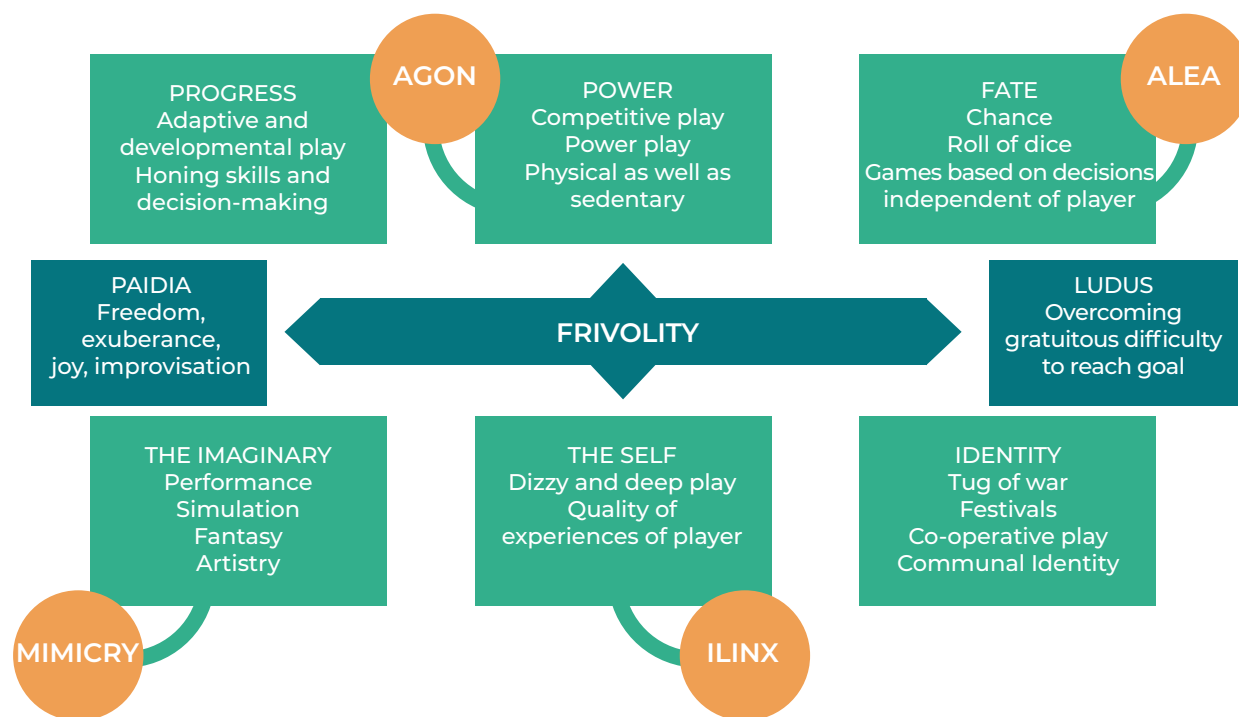 PROGRESS
Adaptive and
developmental play
Honing skills and
decision-making
AGON
POWER
Competitive play
Power play
Physical as well as
sedentary
FATE
Chance
Roll of dice
Games based on decisions
independent of player
ALEA
PAIDIA
Freedom,
exuberance,
joy, improvisation
FRIVOLITY
LUDUS
Overcoming
gratuitous difficulty
to reach goal
THE IMAGINARY
Performance
Simulation
Fantasy
Artistry
MIMICRY
THE SELF
Dizzy and deep play
Quality of
experiences of player
ILINX
IDENTITY
Tug of war
Festivals
Co-operative play
Communal Identity